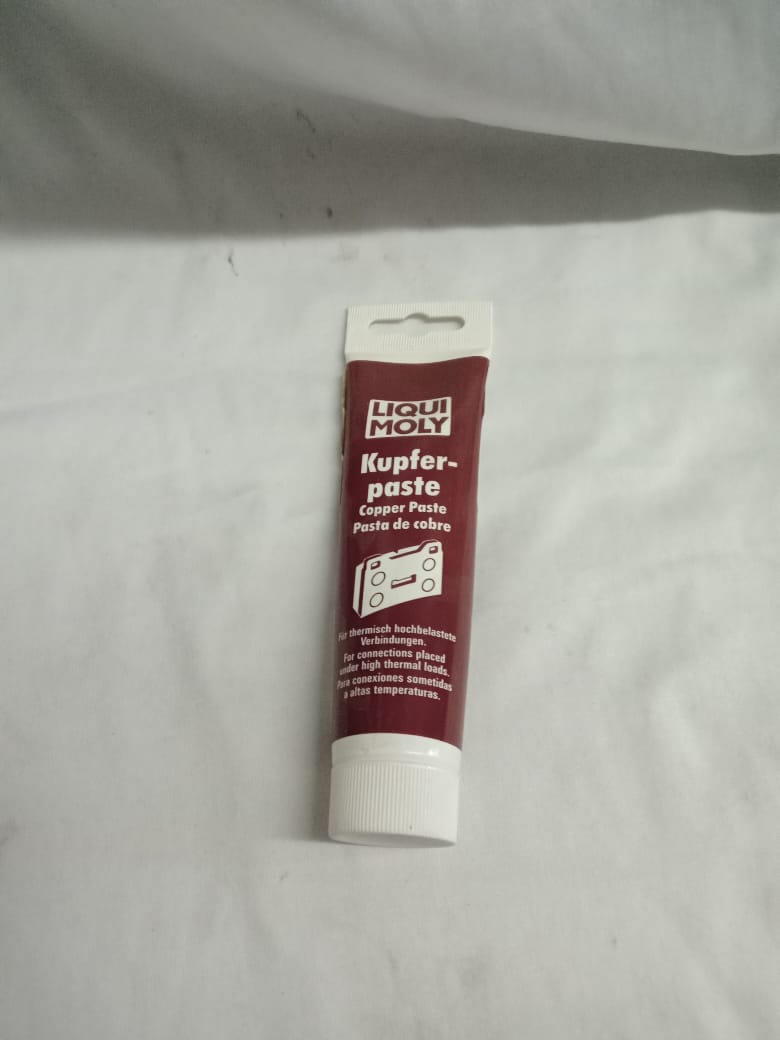 LIQUI
MOLY
Kupfer-
paste
Copper Paste
Pasta de cobre
Für thermisch hochbelastete
Verbindungen.
For connections placed
under high thermal loads.
Para conexiones sometidas
a altas temperaturas.